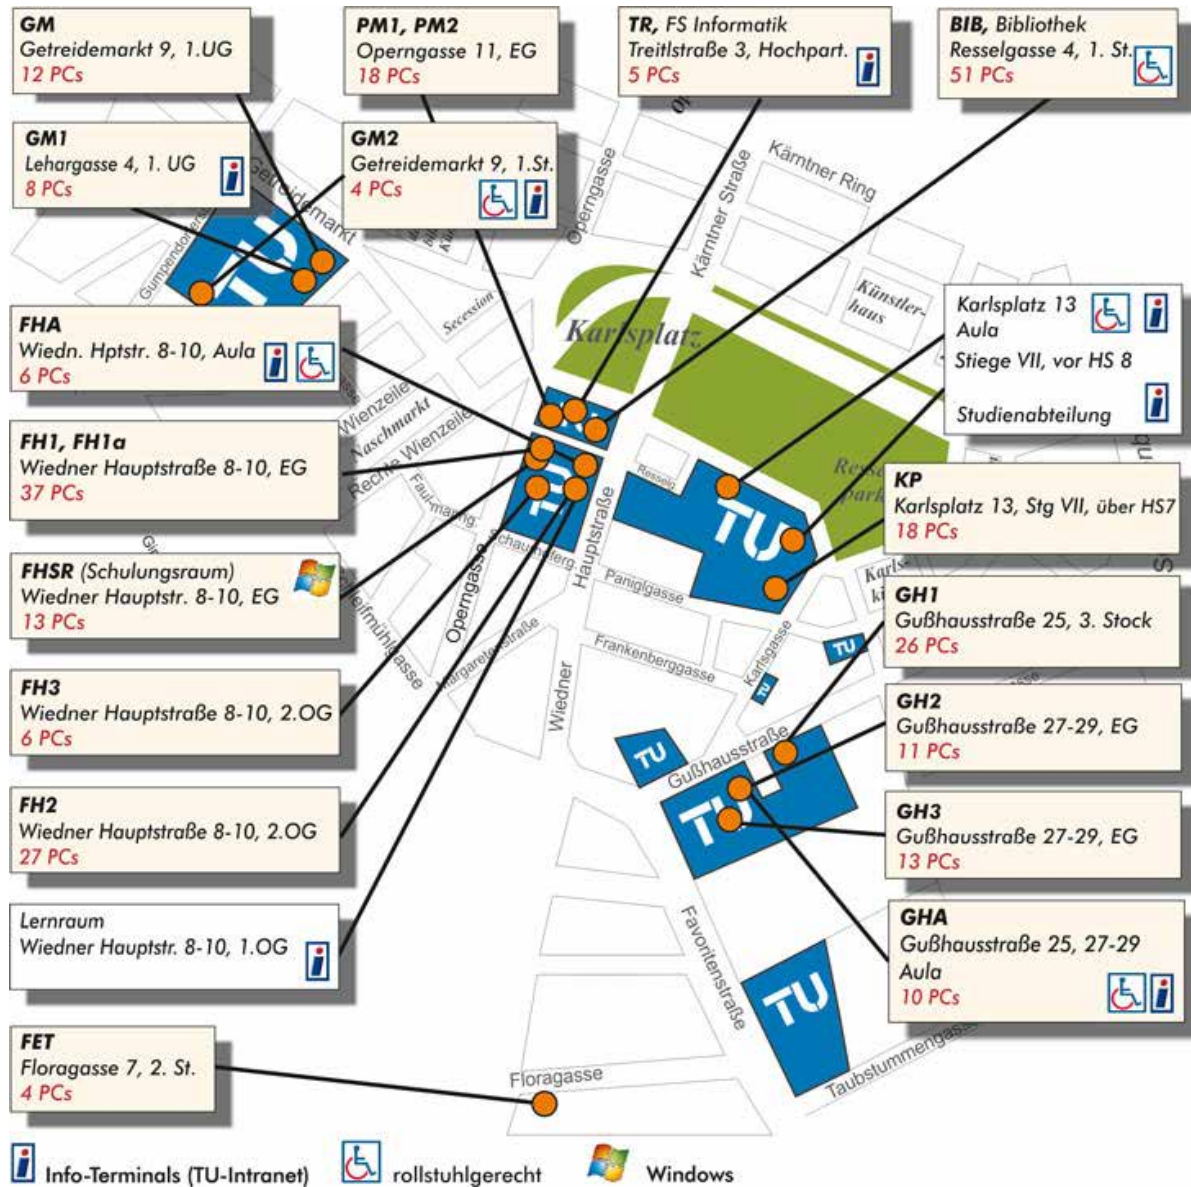 GM
Getreidemarkt 9, 1.UG
12 PCs
PM1, PM2
Operngasse 11, EG
18 PCs
TR, FS Informatik
Treitlstraße 3, Hochpart.
5 PCs
BIB, Bibliothek
Resselgasse 4, 1. St.
51 PCs
GM1
Lehargasse 4, 1. UG
8 PCs
GM2
Getreidemarkt 9, 1.St.
4 PCs
Getreidemarkt
Operngasse
Kärntner Straße
Kärntner Ring
TU
Secession
Karlsplatz
Künstler-
haus
Karlsplatz 13
Aula
Stiege VII, vor HS 8
Studienabteilung
FHA
Wiedn. Hptstr. 8-10, Aula
6 PCs
Wienzeile
Naschmarkt
Rechte Wienzeile
FH1, FH1a
Wiedner Hauptstraße 8-10, EG
37 PCs
Resselg.
KP
Karlsplatz 13, Stg VII, über HS7
18 PCs
TU
TU
FHSR (Schulungsraum)
Wiedner Hauptstr. 8-10, EG
13 PCs
Operngasse
Hauptstraße
Paniglgasse
Karlsgasse
Frankenberggasse
Margaretenstraße
Wiedner
GH1
Gußhausstraße 25, 3. Stock
26 PCs
TU
TU
FH3
Wiedner Hauptstraße 8-10, 2.OG
6 PCs
GH2
Gußhausstraße 27-29, EG
11 PCs
Gußhausstraße
TU
TU
FH2
Wiedner Hauptstraße 8-10, 2.OG
27 PCs
GH3
Gußhausstraße 27-29, EG
13 PCs
Lernraum
Wiedner Hauptstr. 8-10, 1.OG
GHA
Gußhausstraße 25, 27-29
Aula
10 PCs
Favoritenstraße
TU
Taubstummengasse
FET
Floragasse 7, 2. St.
4 PCs
Floragasse
Info-Terminals (TU-Intranet)
rollstuhlgerecht
Windows